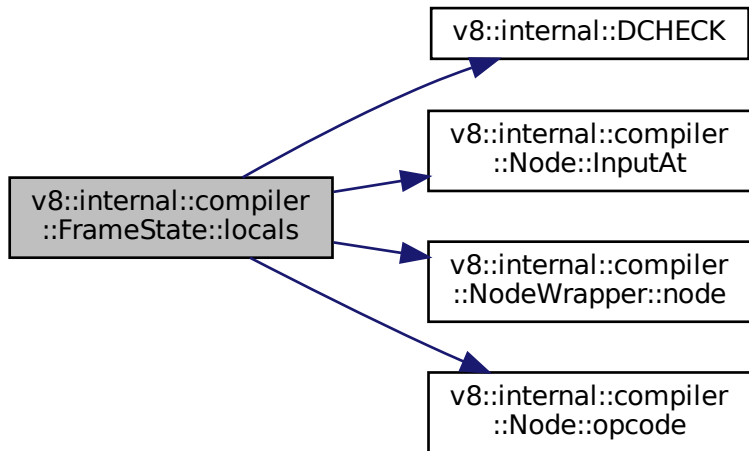 v8::internal::DCHECK
v8::internal::compiler
::Node::InputAt
v8::internal::compiler
::FrameState::locals
v8::internal::compiler
::NodeWrapper::node
v8::internal::compiler
::Node::opcode